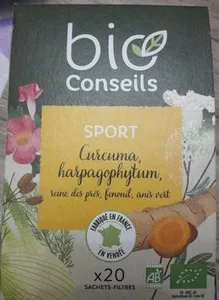 bio
Conseils
SPORT
Curcuma,
harpagophytum,
reine des prés, fenouil, anis vert
FABRIQUÉ EN FRANCE
EN VENDÉE
x20
SACHETS-FILTRES
AB